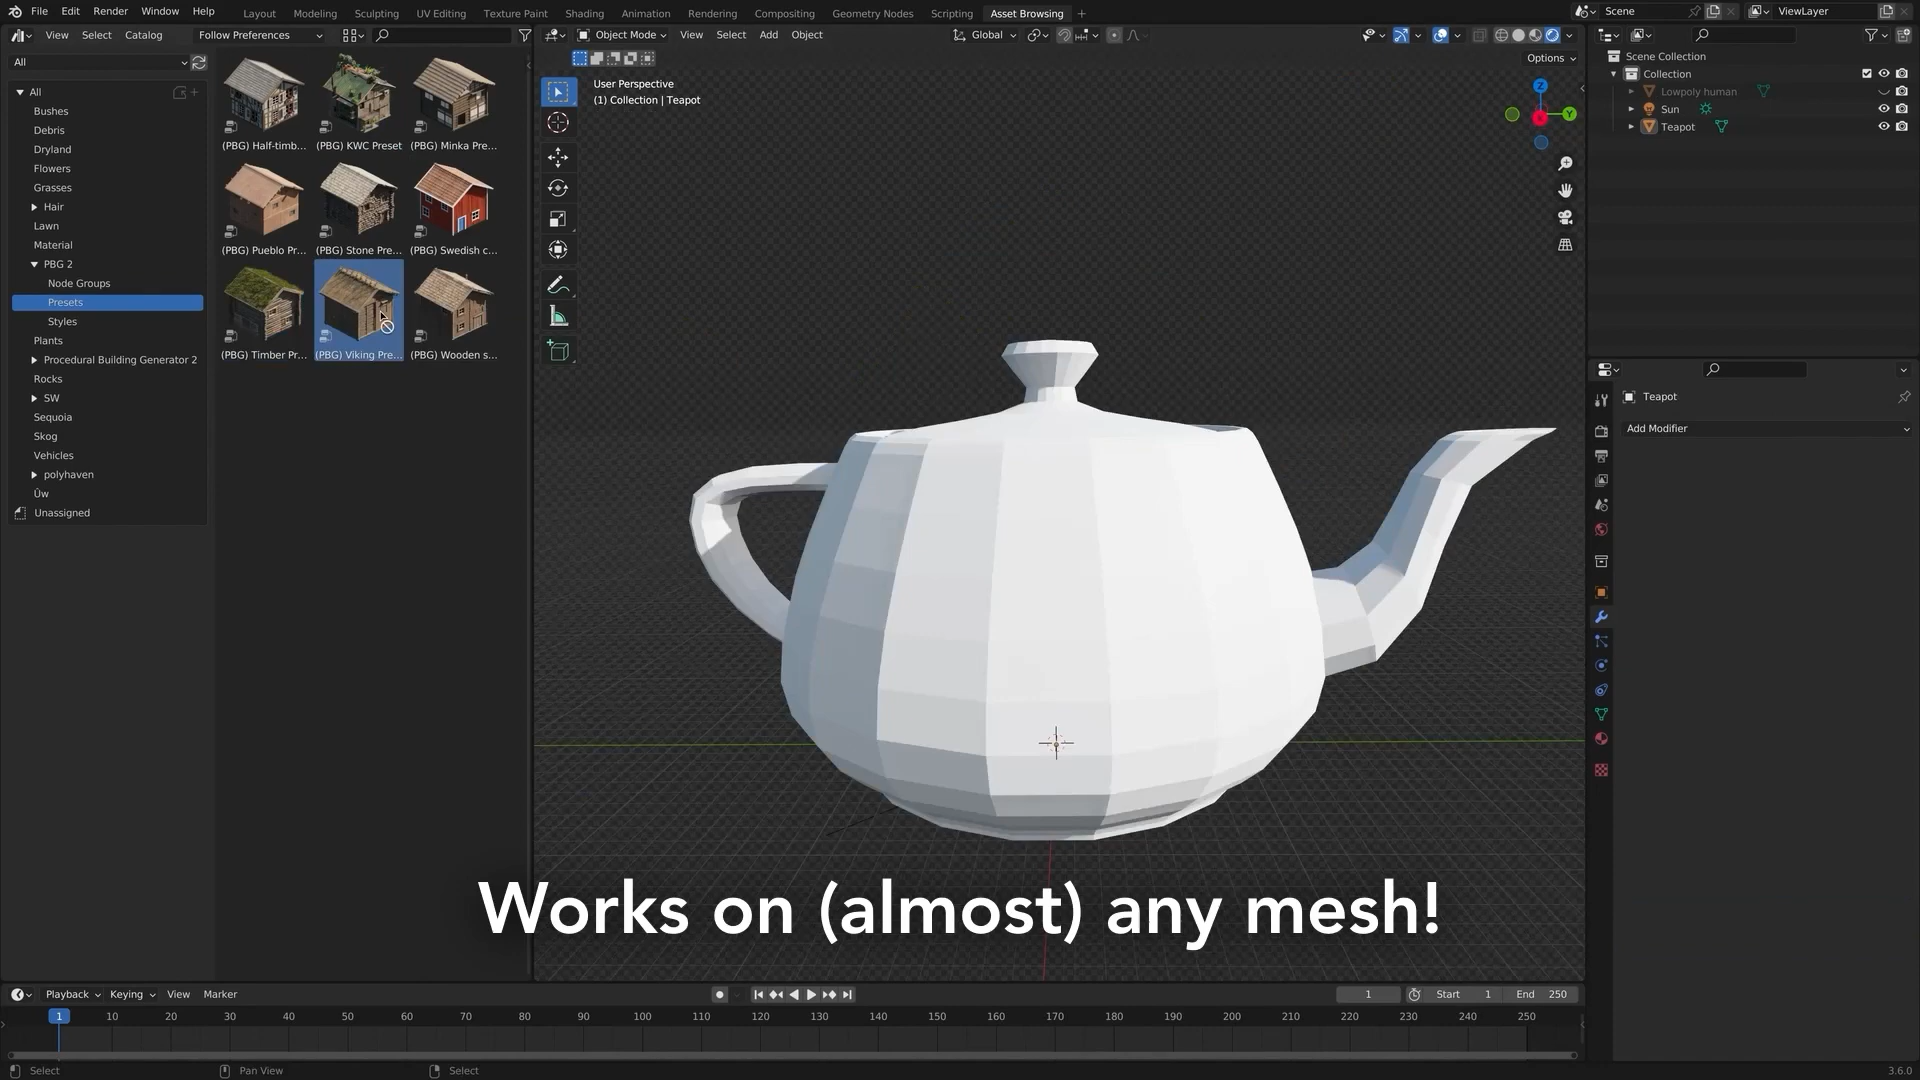 File Edit Render Window Help Layout Modeling Sculpting UV Editing Texture Paint Shading Animation Rendering Compositing Geometry Nodes Scripting Asset Browsing + Scene ViewLayer
View Select Catalog Follow Preferences Object Mode View Select Add Object Global
Options
All
All
Bushes
Debris
Dryland
Flowers
Grasses
Hair
Lawn
Material
PBG 2
Node Groups
Presets
Styles
Plants
Procedural Building Generator 2
Rocks
SW
Sequoia
Skog
Vehicles
polyhaven
Ûw
Unassigned
(PBG) Half-timb... (PBG) KWC Preset (PBG) Minka Pre...
(PBG) Pueblo Pr... (PBG) Stone Pre... (PBG) Swedish c...
(PBG) Timber Pr... (PBG) Viking Pre... (PBG) Wooden s...
User Perspective
(1) Collection | Teapot
Z
Y
Scene Collection
Collection
Lowpoly human
Sun
Teapot
Teapot
Add Modifier
Works on (almost) any mesh!
Playback Keying View Marker 1 Start 1 End 250
1 10 20 30 40 50 60 70 80 90 100 110 120 130 140 150 160 170 180 190 200 210 220 230 240 250
Select Pan View Select 3.6.0